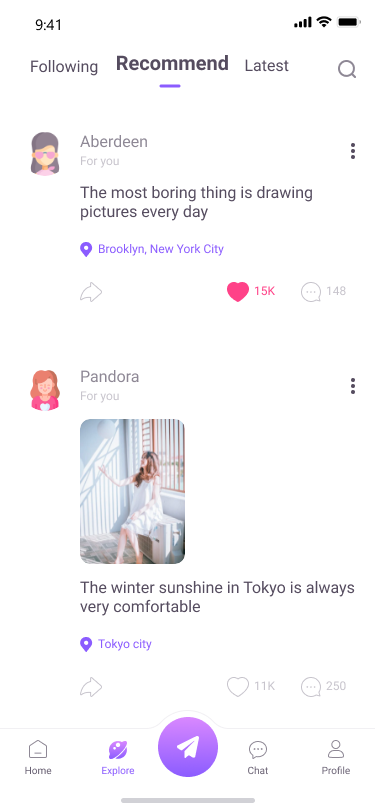 9:41
Following
Recommend
Latest
Aberdeen
For you
The most boring thing is drawing
pictures every day
Brooklyn, New York City
15K
148
Pandora
For you
The winter sunshine in Tokyo is always
very comfortable
Tokyo city
11K
250
Home
Explore
Chat
Profile